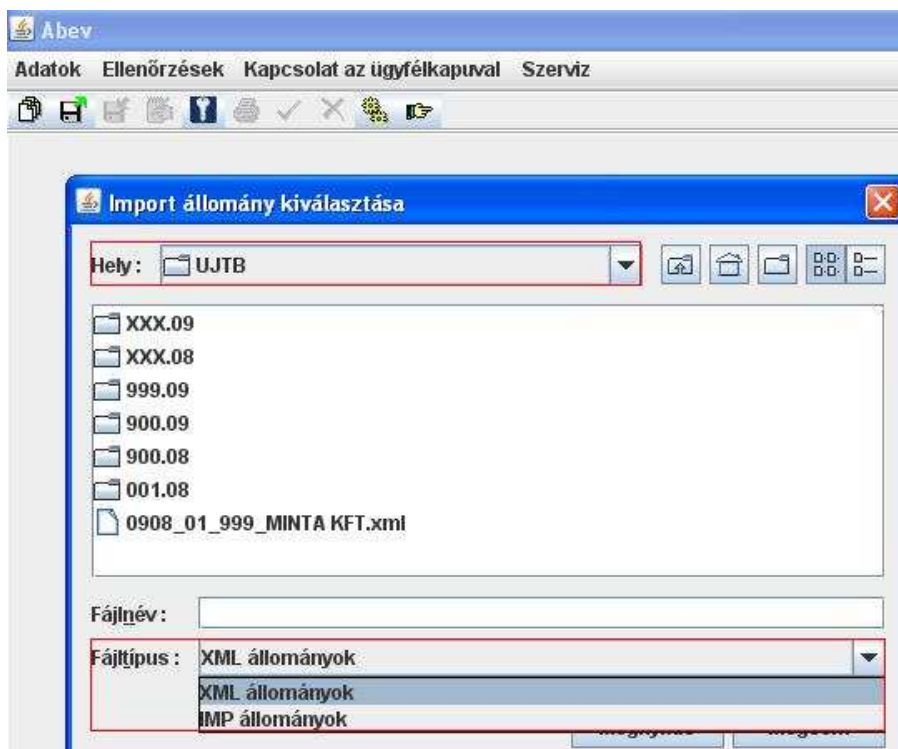 Abev
Adatok Ellenőrzések Kapcsolat az ügyfélkapuval Szerviz
Import állomány kiválasztása
Hely: UJTB
XXX.09
XXX.08
999.09
900.09
900.08
001.08
0908_01_999_MINTA KFT.xml
Fájlnév:
Fájltípus: XML állományok
XML állományok
IMP állományok